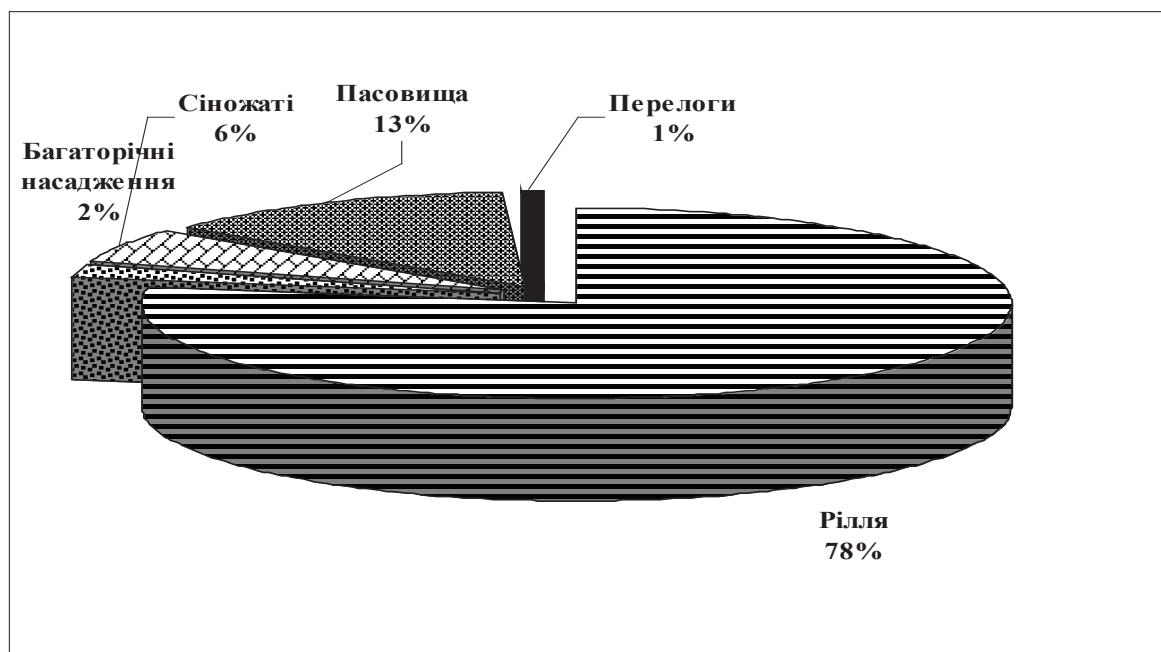 Сіножаті
6%
Пасовища
13%
Перелоги
1%
Багаторічні
насадження
2%
Рілля
78%